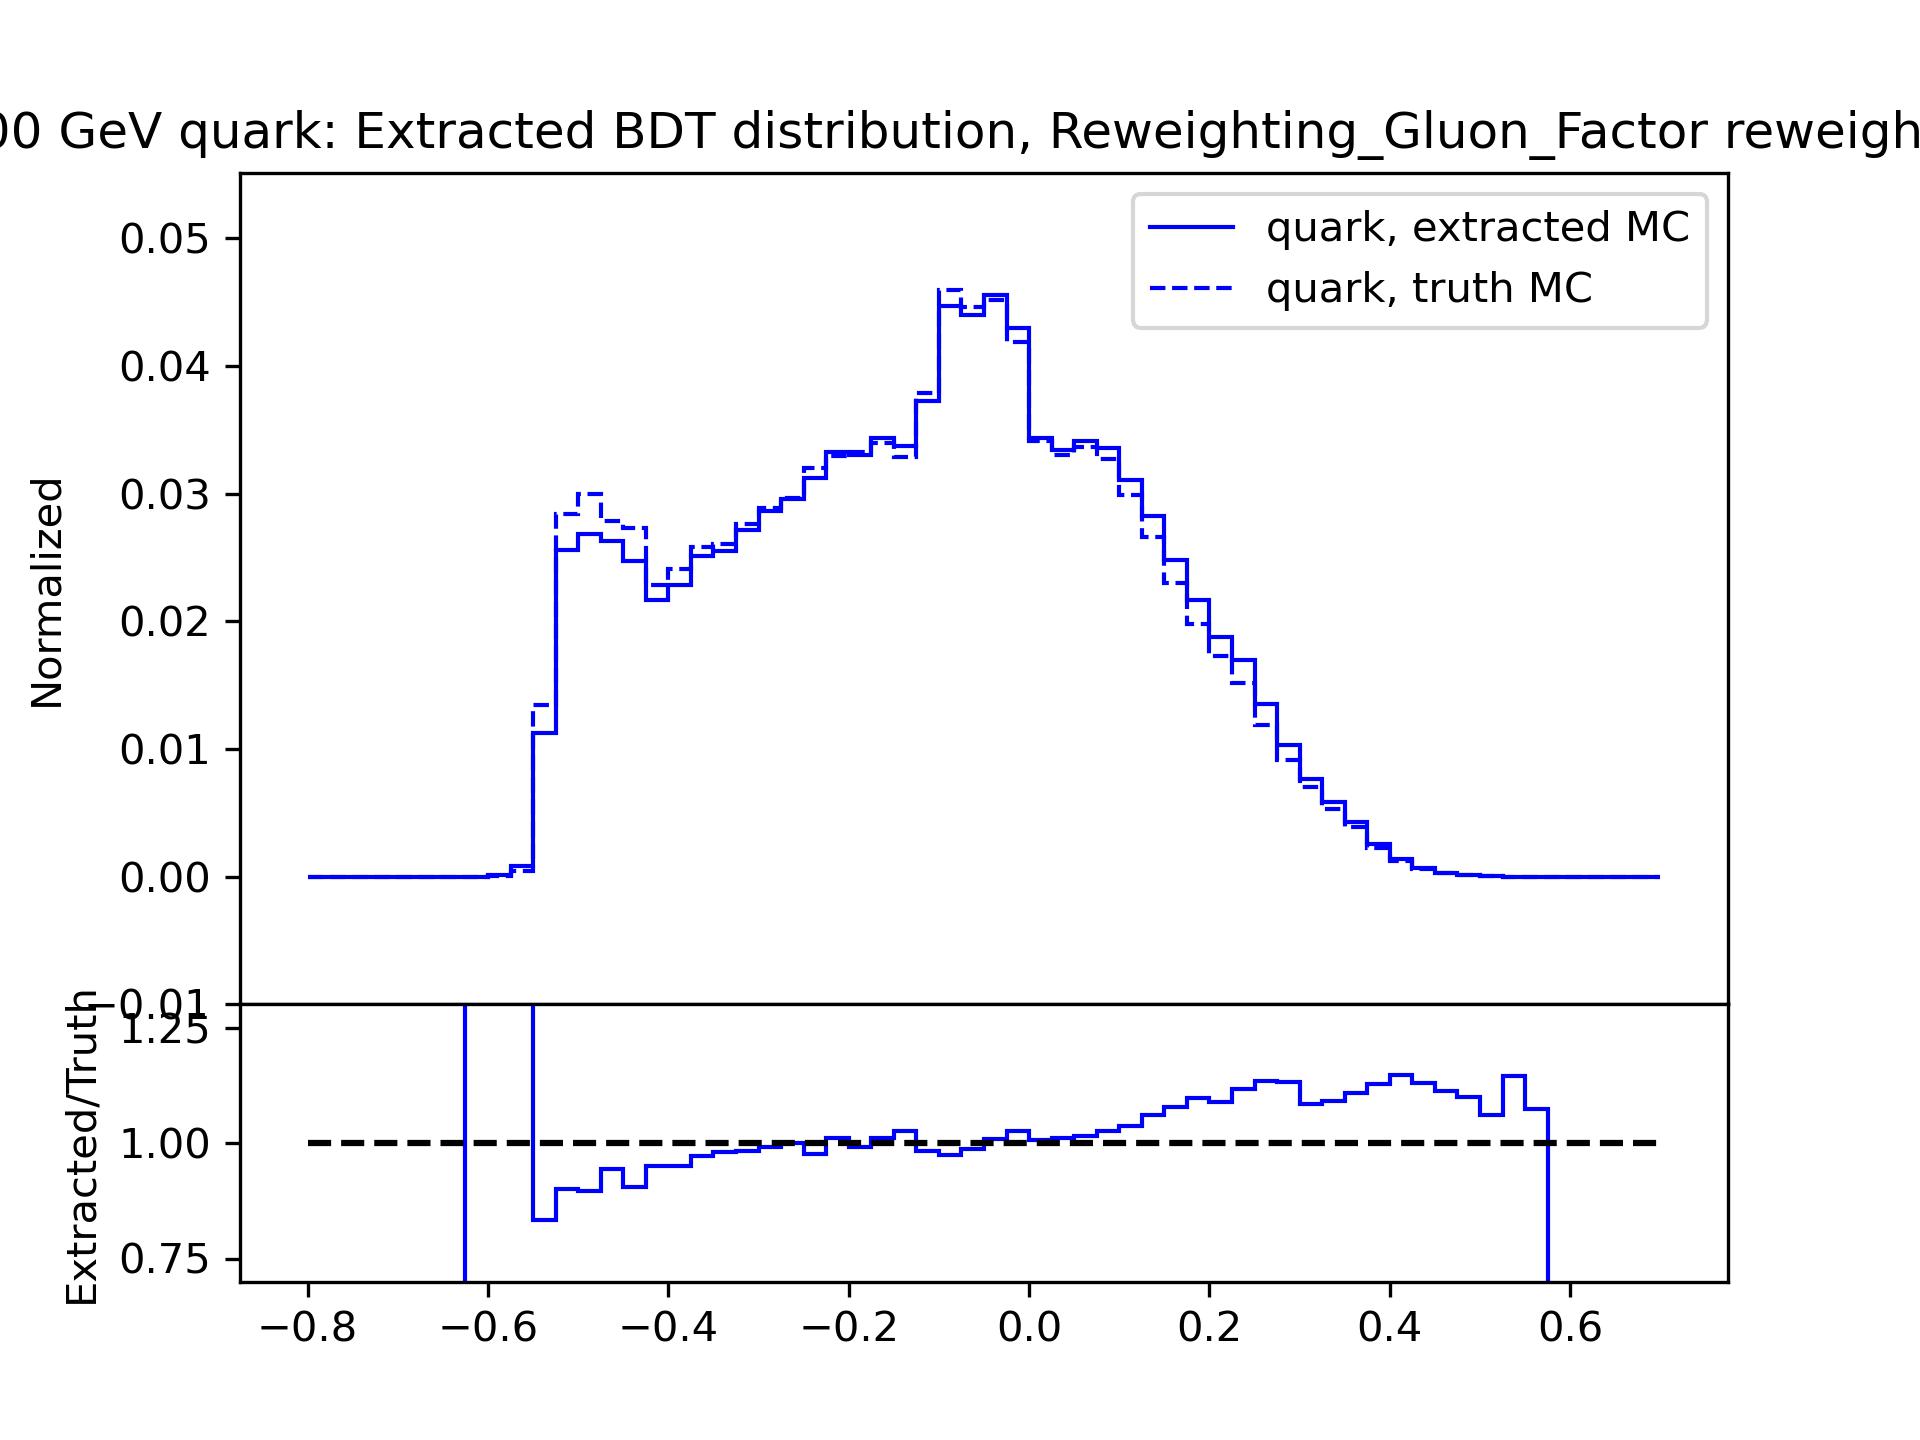 00 GeV quark: Extracted BDT distribution, Reweighting_Gluon_Factor reweigh
quark, extracted MC
quark, truth MC
Normalized
0.05
0.04
0.03
0.02
0.01
0.00
−0.01
Extracted/Truth
1.25
1.00
0.75
−0.8 −0.6 −0.4 −0.2 0.0 0.2 0.4 0.6